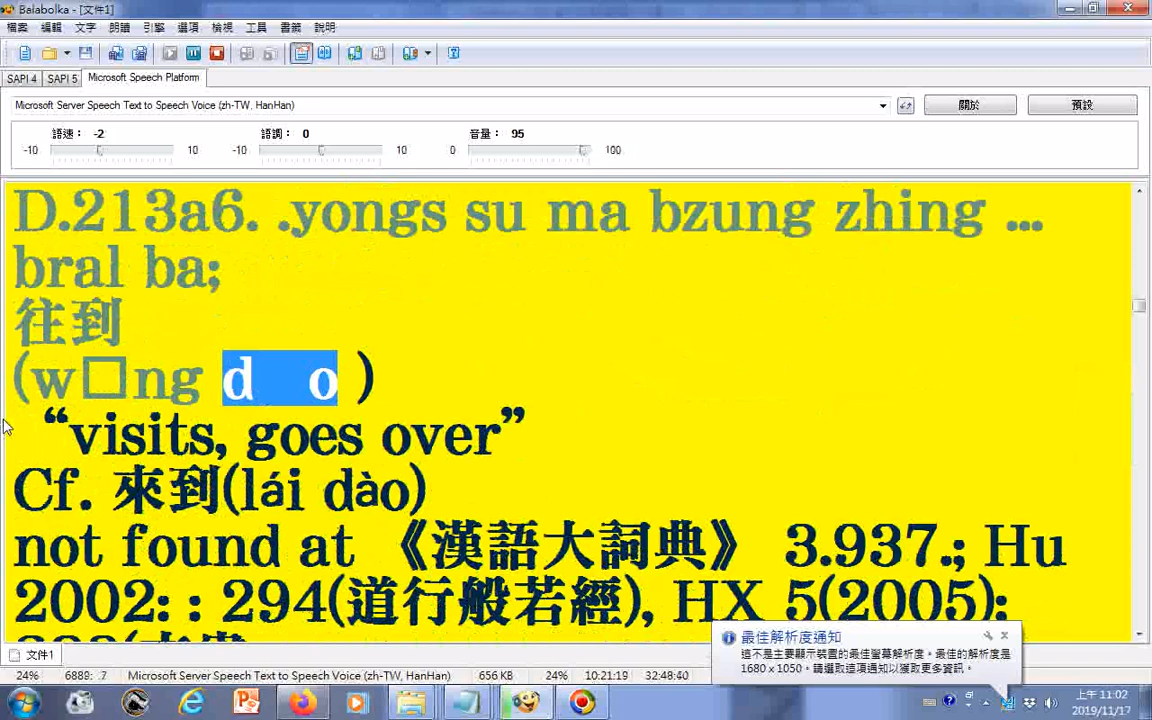 Balabolka - [文件1]
檔案 編輯 文字 朗讀 引擎 選項 檢視 工具 書籤 說明
SAPI 4 SAPI 5 Microsoft Speech Platform
Microsoft Server Speech Text to Speech Voice (zh-TW, HanHan) 關於 預設
語速： -2 語調： 0 音量： 95
-10 10 -10 10 0 100
D.213a6. .yongs su ma bzung zhing ...
bral ba;
往到
(w□ng d o )
“visits, goes over”
Cf. 來到(lái dào)
not found at 《漢語大詞典》 3.937.; Hu
2002: : 294(道行般若經), HX 5(2005):
最佳解析度通知
這不是主要顯示裝置的最佳螢幕解析度。最佳的解析度是
1680 x 1050。請選取這項通知以獲取更多資訊。
文件1
24% 6889: .7 Microsoft Server Speech Text to Speech Voice (zh-TW, HanHan) 656 KB 24% 10:21:19 32:48:40
上午 11:02
2019/11/17